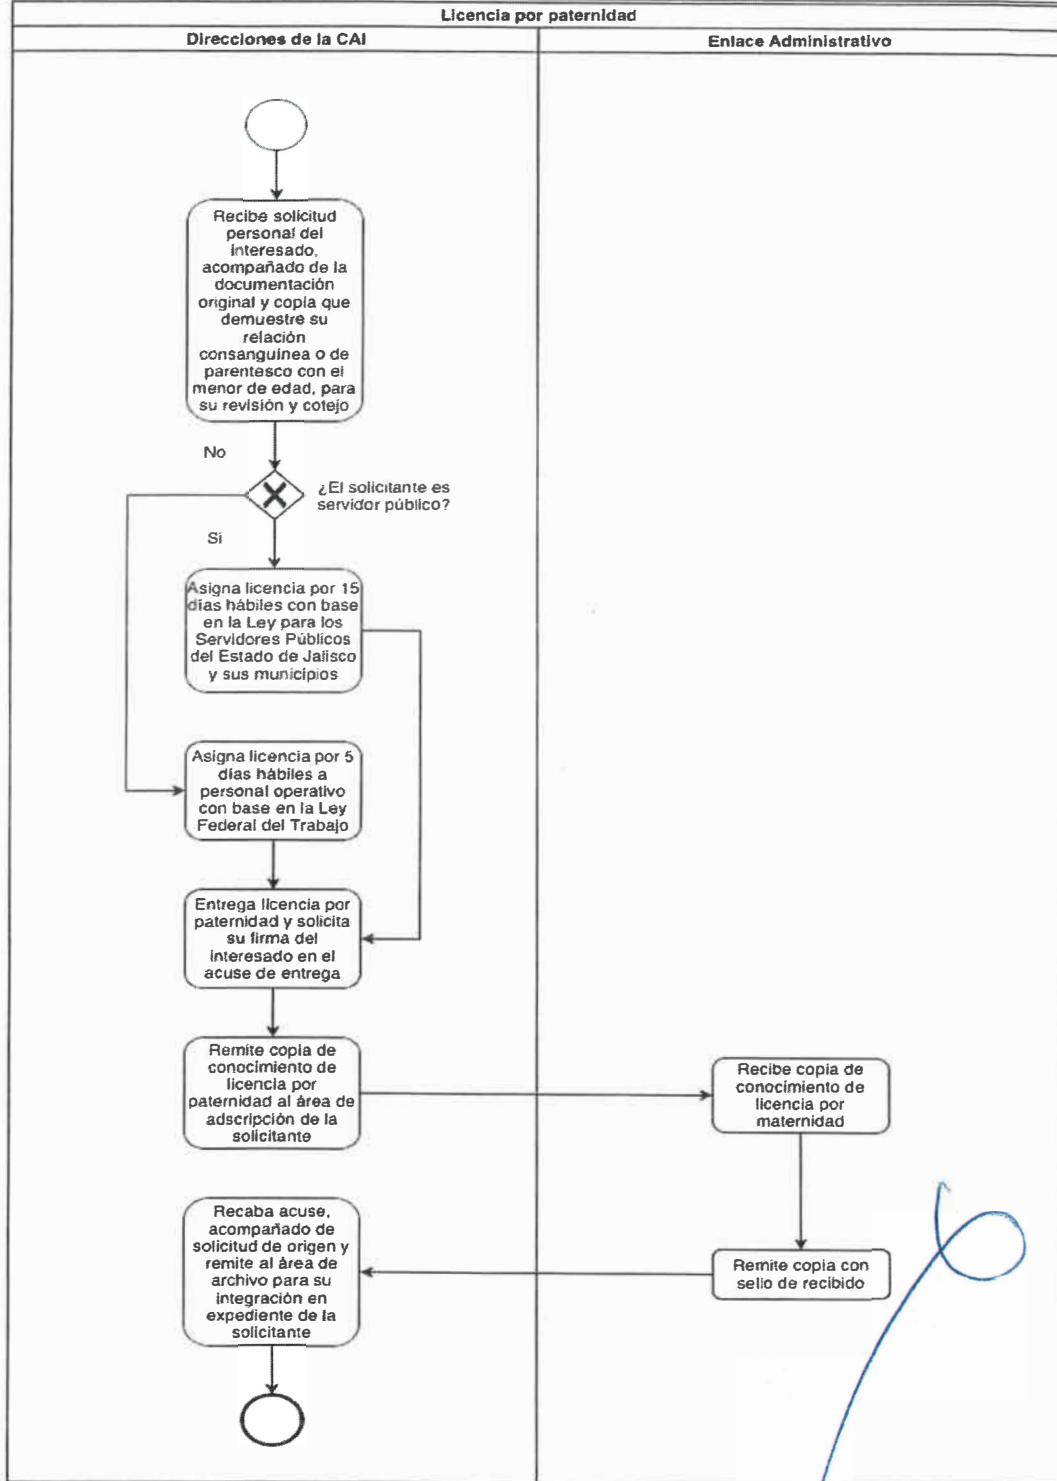 Licencia por paternidad
Direcciones de la CAI
Enlace Administrativo
Recibe solicitud
personal del
interesado,
acompañado de la
documentación
original y copia que
demuestre su
relación
consanguinea o de
parentesco con el
menor de edad, para
su revisión y cotejo
No
¿El solicitante es
servidor público?
Si
Asigna licencia por 15
días hábiles con base
en la Ley para los
Servidores Públicos
del Estado de Jalisco
y sus municipios
Asigna licencia por 5
días hábiles a
personal operativo
con base en la Ley
Federal del Trabajo
Entrega licencia por
paternidad y solicita
su firma del
interesado en el
acuse de entrega
Remite copia de
conocimiento de
licencia por
paternidad al área de
adscripción de la
solicitante
Recibe copia de
conocimiento de
licencia por
maternidad
Recaba acuse,
acompañado de
solicitud de origen y
remite al área de
archivo para su
integración en
expediente de la
solicitante
Remite copia con
sello de recibido